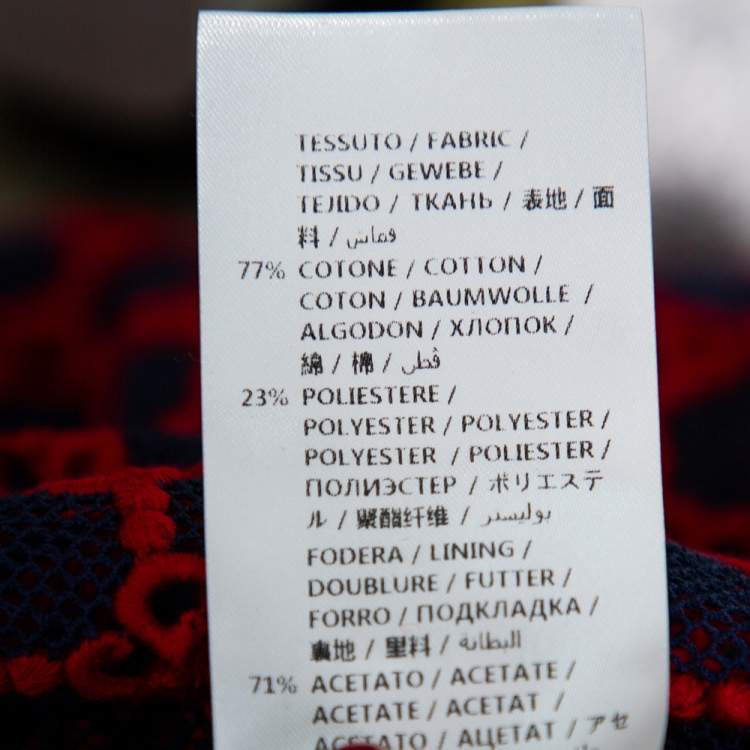 TESSUTO / FABRIC /
TISSU / GEWEBE /
TEJIDO / ТКАНЬ / 表地 / 面
料 / قماش
77% COTONE / COTTON /
COTON / BAUMWOLLE /
ALGODON / ХЛОПОК /
綿 / 棉 / قطن
23% POLIESTERE /
POLYESTER / POLYESTER /
POLYESTER / POLIESTER /
ПОЛИЭСТЕР / ポリエステ
ル / 聚酯纤维 / بوليستر
FODERA / LINING /
DOUBLURE / FUTTER /
FORRO / ПОДКЛАДКА /
裏地 / 里料 / البطانة
71% ACETATO / ACETATE /
ACETATE / ACETAT /
ACETATO / АЦЕТАТ / アセ